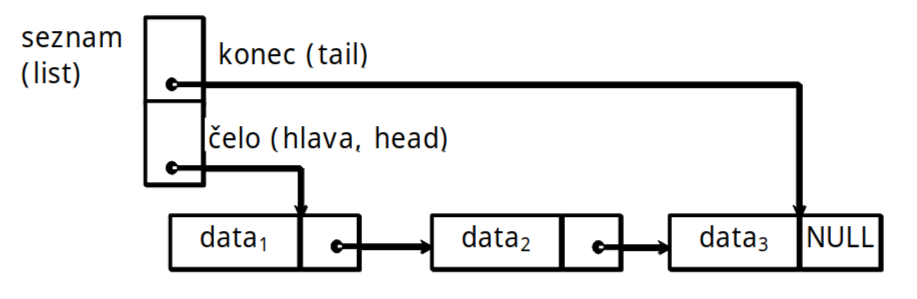 seznam
(list)
konec (tail)
čelo (hlava, head)
data₁
data₂
data₃
NULL